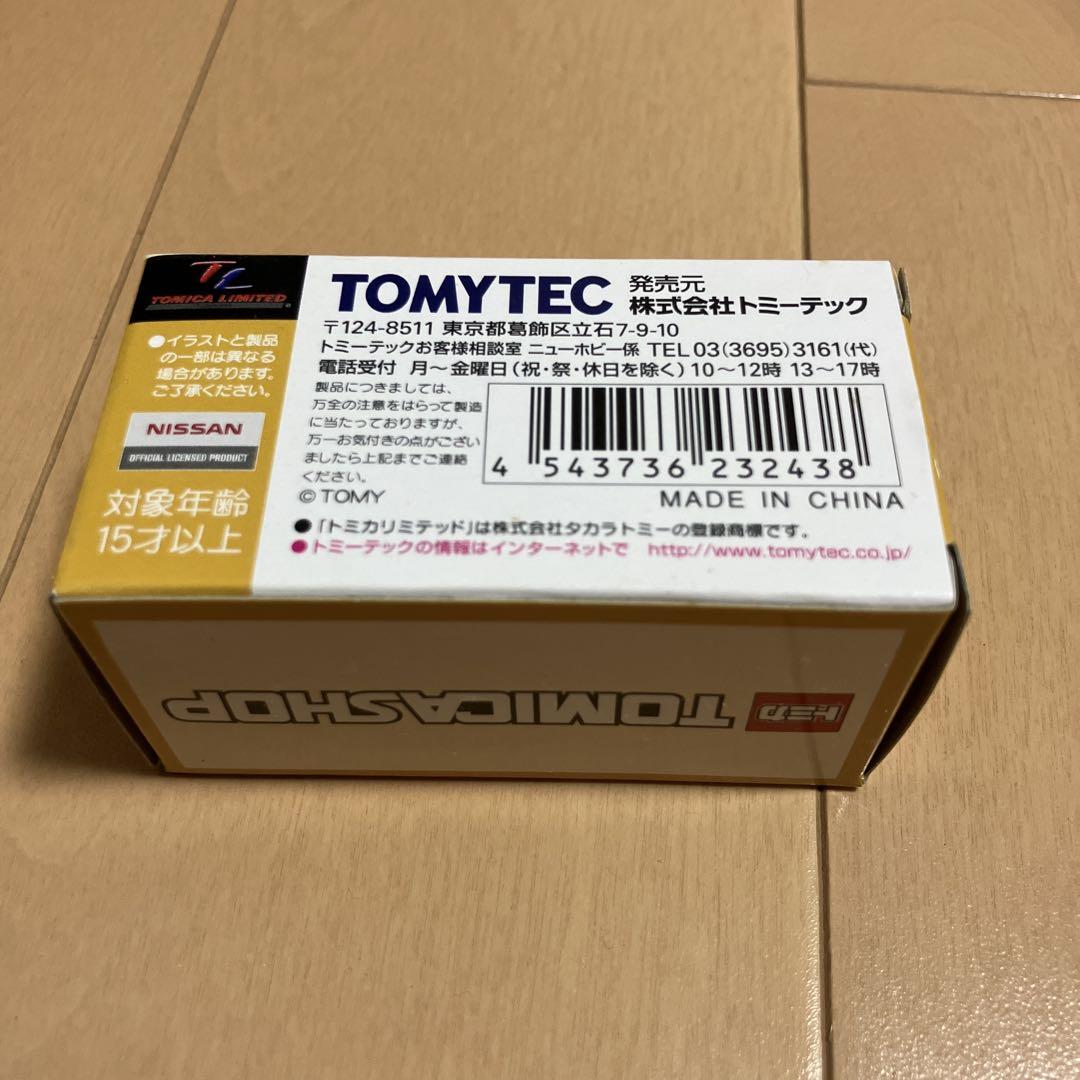 TL
TOMICA LIMITED
●イラストと製品
の一部は異なる
場合があります。
ご了承ください。
NISSAN
OFFICIAL LICENSED PRODUCT
対象年齢
15才以上
TOMYTEC 発売元
株式会社トミーテック
〒124-8511 東京都葛飾区立石7-9-10
トミーテックお客様相談室 ニューホビー係 TEL 03(3695)3161(代)
電話受付 月〜金曜日(祝・祭・休日を除く)10〜12時 13〜17時
製品につきましては、
万全の注意をはらって製造
に当たっておりますが、
万一お気付きの点がござい
ましたら上記までご連絡
ください。
4 543736 232438
©TOMY MADE IN CHINA
●「トミカリミテッド」は株式会社タカラトミーの登録商標です。
●トミーテックの情報はインターネットで http://www.tomytec.co.jp/
トミカ TOMICASHOP